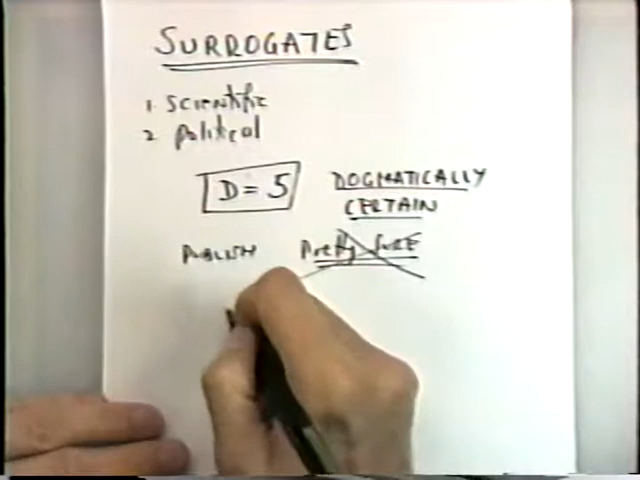 SURROGATES
1. Scientific
2 Political
D = 5 DOGMATICALLY
CERTAIN
PUBLISH Pretty SURE